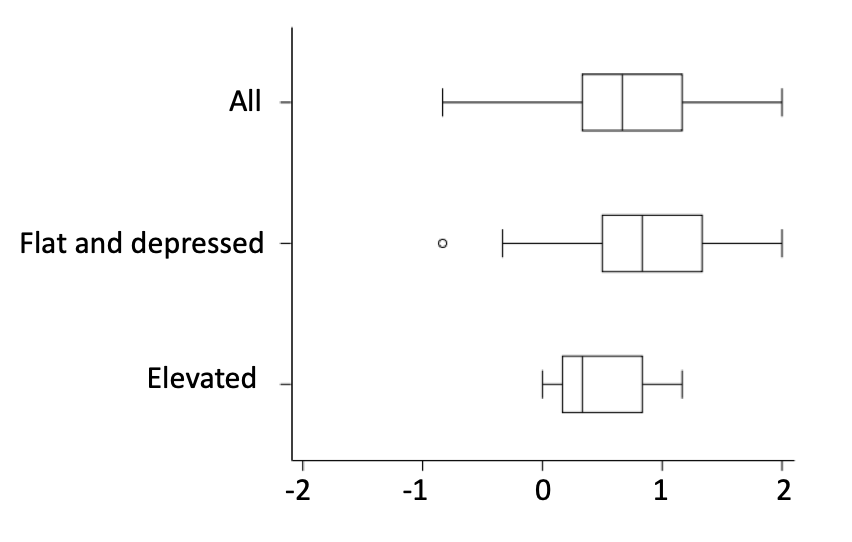 All
Flat and depressed
Elevated
-2 -1 0 1 2